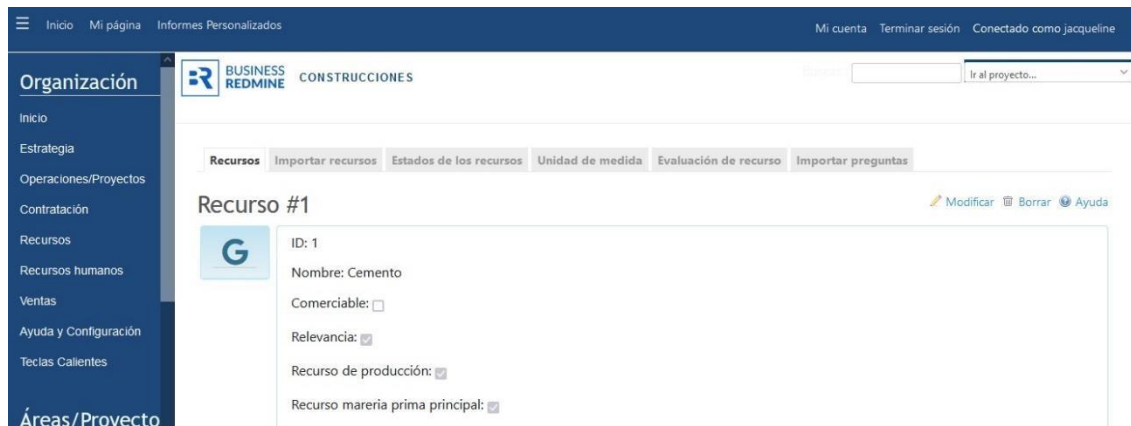 Inicio Mi página Informes Personalizados Mi cuenta Terminar sesión Conectado como jacqueline
Organización
Inicio
Estrategia
Operaciones/Proyectos
Contratación
Recursos
Recursos humanos
Ventas
Ayuda y Configuración
Teclas Calientes
Áreas/Proyecto
BR BUSINESS
REDMINE
CONSTRUCCIONES
Ir al proyecto...
Recursos Importar recursos Estados de los recursos Unidad de medida Evaluación de recurso Importar preguntas
Recurso #1
Modificar Borrar Ayuda
G
ID: 1
Nombre: Cemento
Comerciable:
Relevancia:
Recurso de producción:
Recurso mareria prima principal: